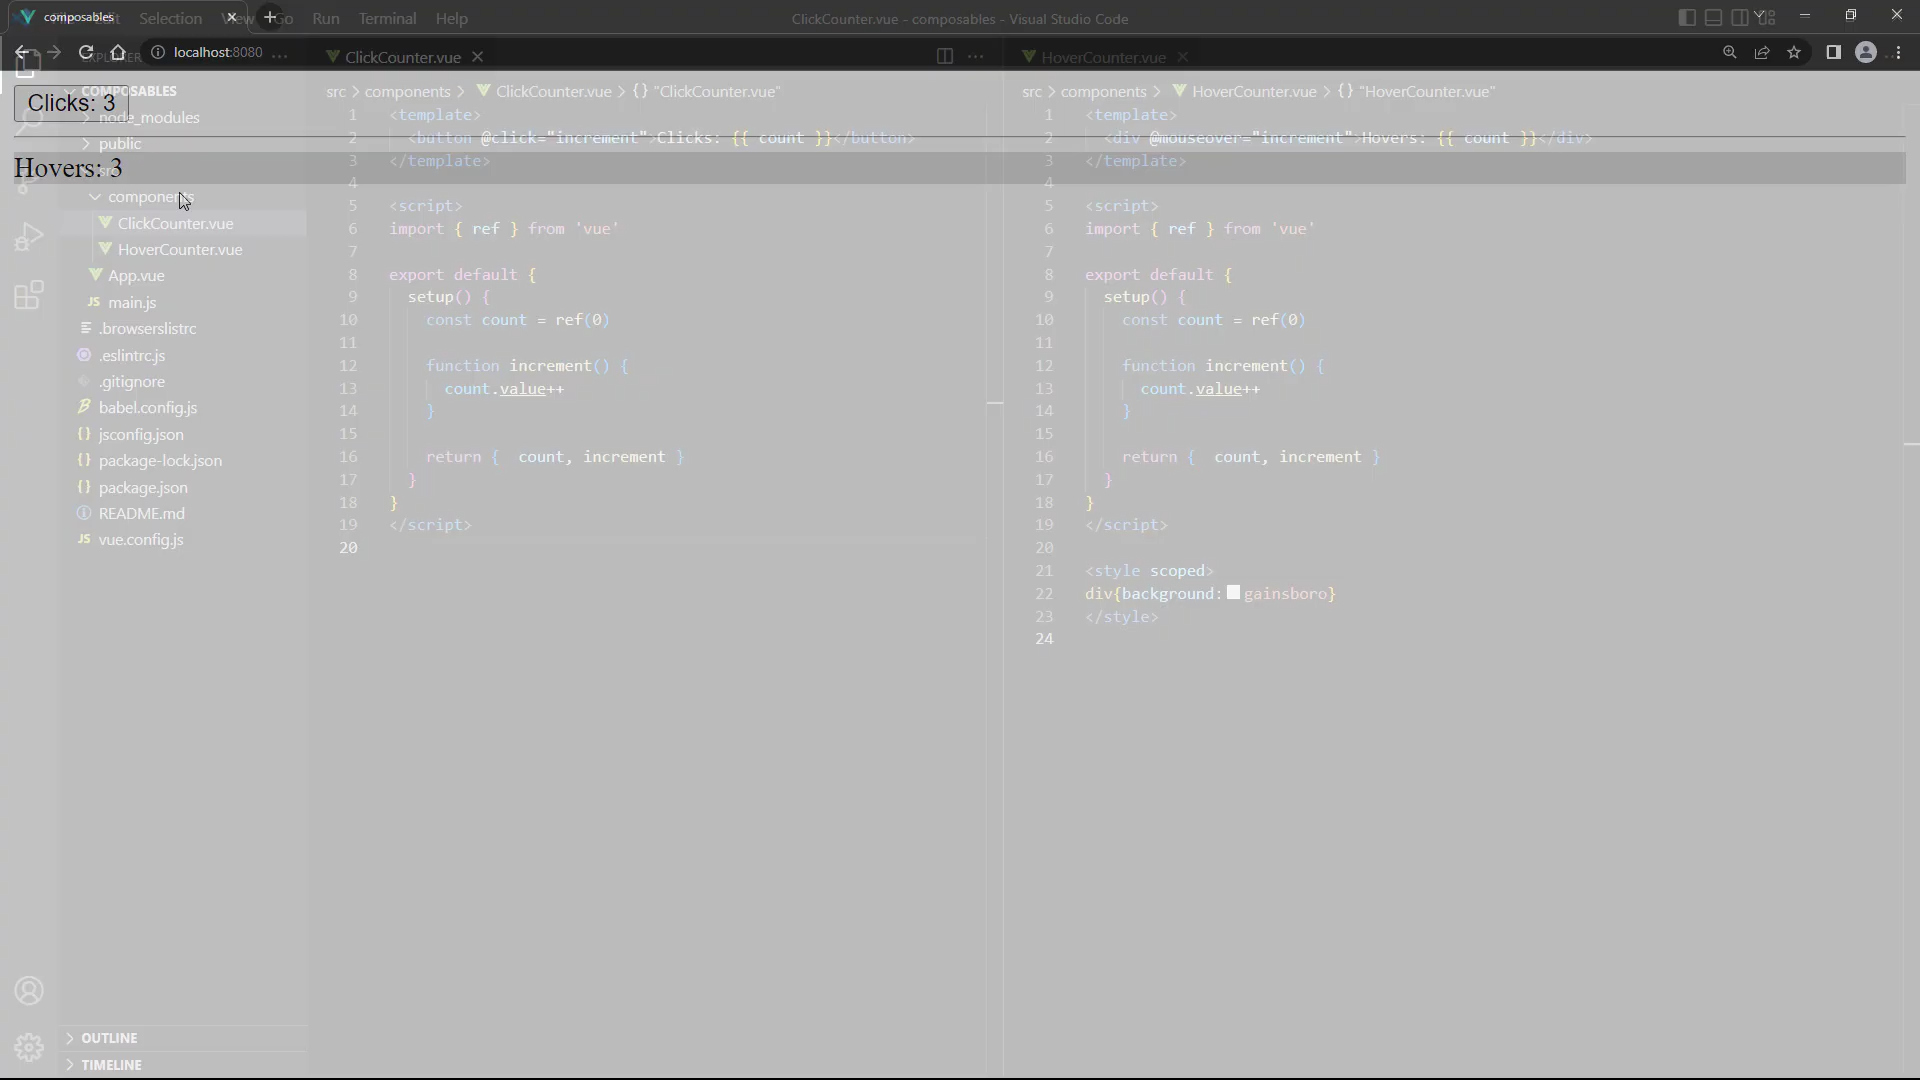 composables
Edit Selection View Go Run Terminal Help
ClickCounter.vue - composables - Visual Studio Code
localhost:8080
EXPLORER
ClickCounter.vue
HoverCounter.vue
COMPOSABLES
Clicks: 3
node_modules
public
Hovers: 3
src
components
ClickCounter.vue
HoverCounter.vue
App.vue
JS main.js
.browserslistrc
.eslintrc.js
.gitignore
babel.config.js
{} jsconfig.json
{} package-lock.json
{} package.json
README.md
JS vue.config.js
OUTLINE
TIMELINE
src > components > ClickCounter.vue > {} "ClickCounter.vue"
1 <template>
2 <button @click="increment">Clicks: {{ count }}</button>
3 </template>
4
5 <script>
6 import { ref } from 'vue'
7
8 export default {
9 setup() {
10 const count = ref(0)
11
12 function increment() {
13 count.value++
14 }
15
16 return {  count, increment }
17 }
18 }
19 </script>
20
src > components > HoverCounter.vue > {} "HoverCounter.vue"
1 <template>
2 <div @mouseover="increment">Hovers: {{ count }}</div>
3 </template>
4
5 <script>
6 import { ref } from 'vue'
7
8 export default {
9 setup() {
10 const count = ref(0)
11
12 function increment() {
13 count.value++
14 }
15
16 return {  count, increment }
17 }
18 }
19 </script>
20
21 <style scoped>
22 div{background: gainsboro}
23 </style>
24